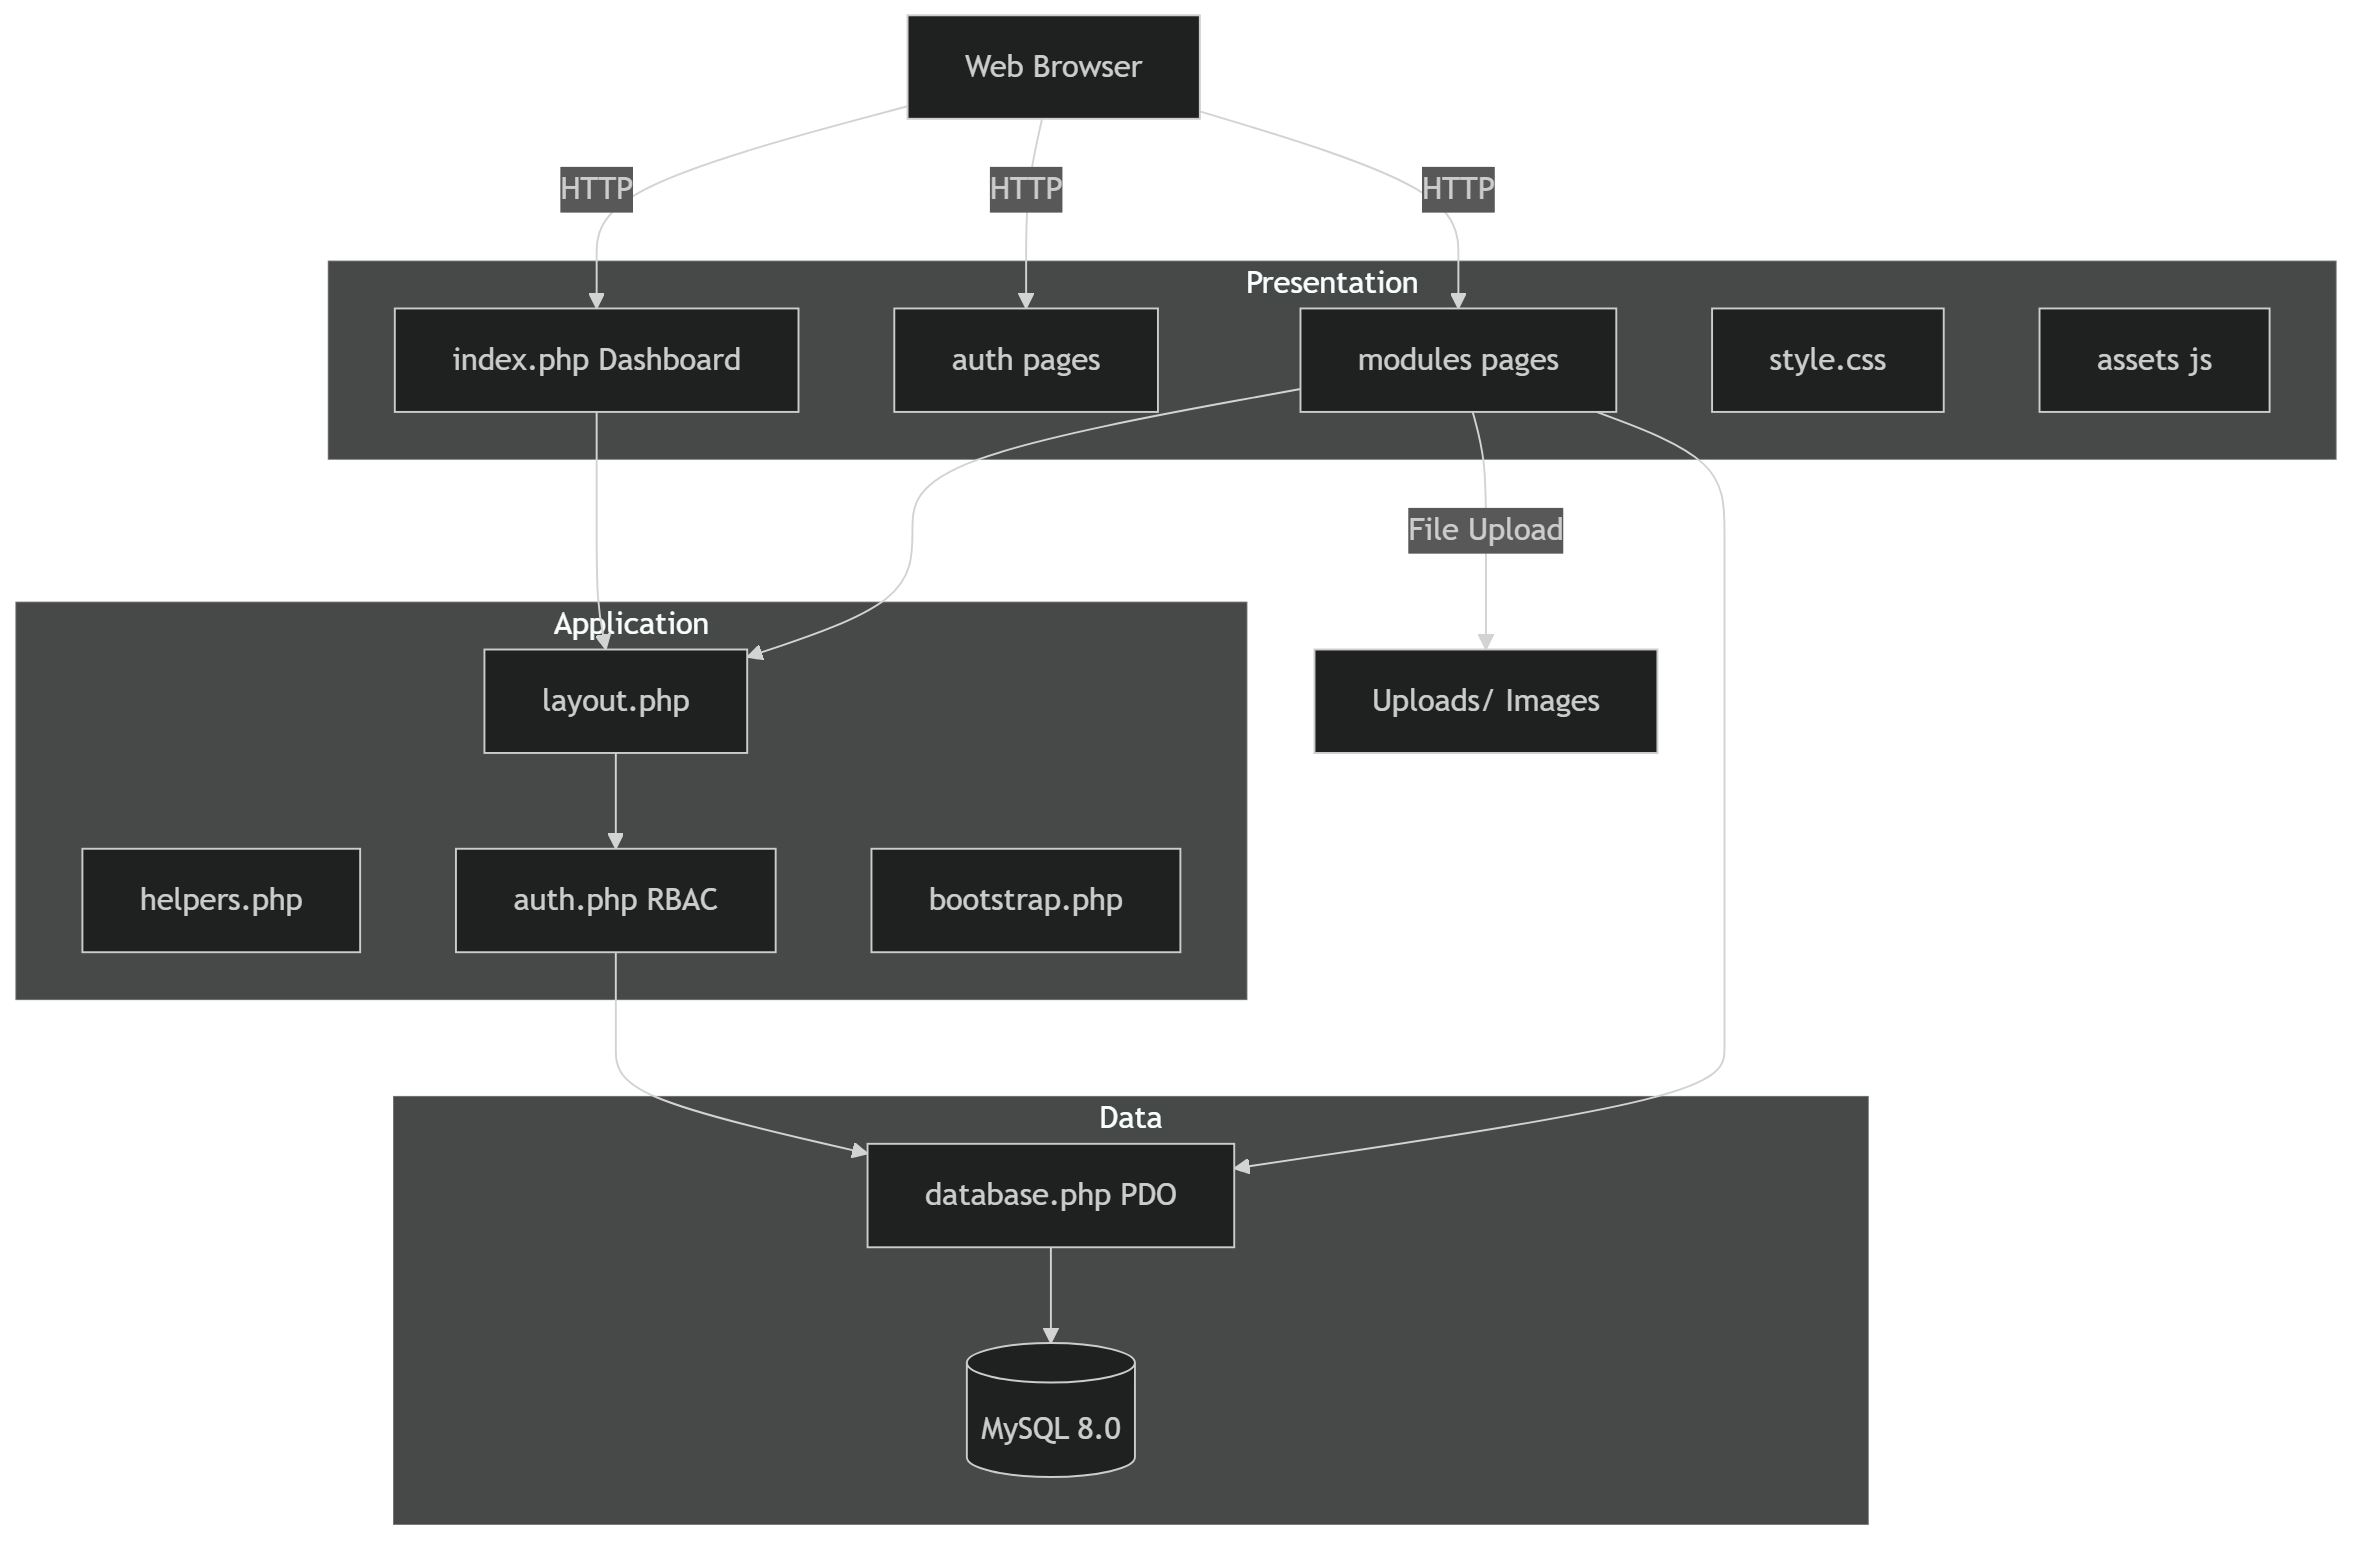 Web Browser
HTTP
HTTP
HTTP
Presentation
index.php Dashboard
auth pages
modules pages
style.css
assets js
File Upload
Application
layout.php
Uploads/ Images
helpers.php
auth.php RBAC
bootstrap.php
Data
database.php PDO
MySQL 8.0